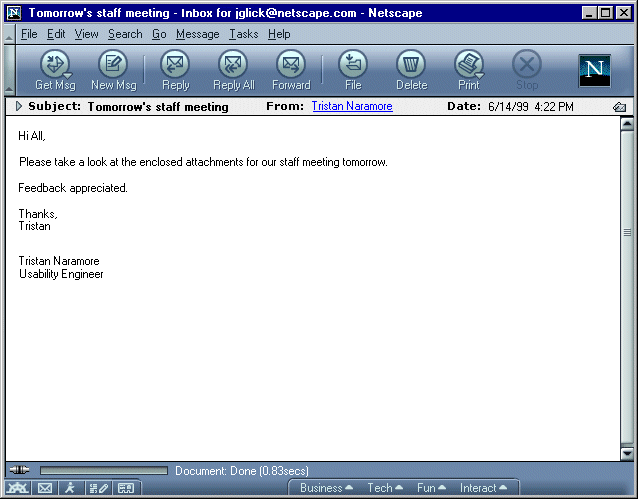 Tomorrow's staff meeting - Inbox for jglick@netscape.com - Netscape
File Edit View Search Go Message Tasks Help
N
Get Msg New Msg Reply Reply All Forward File Delete Print Stop
Subject: Tomorrow's staff meeting From: Tristan Naramore Date: 6/14/99 4:22 PM
Hi All,
Please take a look at the enclosed attachments for our staff meeting tomorrow.
Feedback appreciated.
Thanks,
Tristan
Tristan Naramore
Usability Engineer
Document: Done (0.83secs)
Business Tech Fun Interact